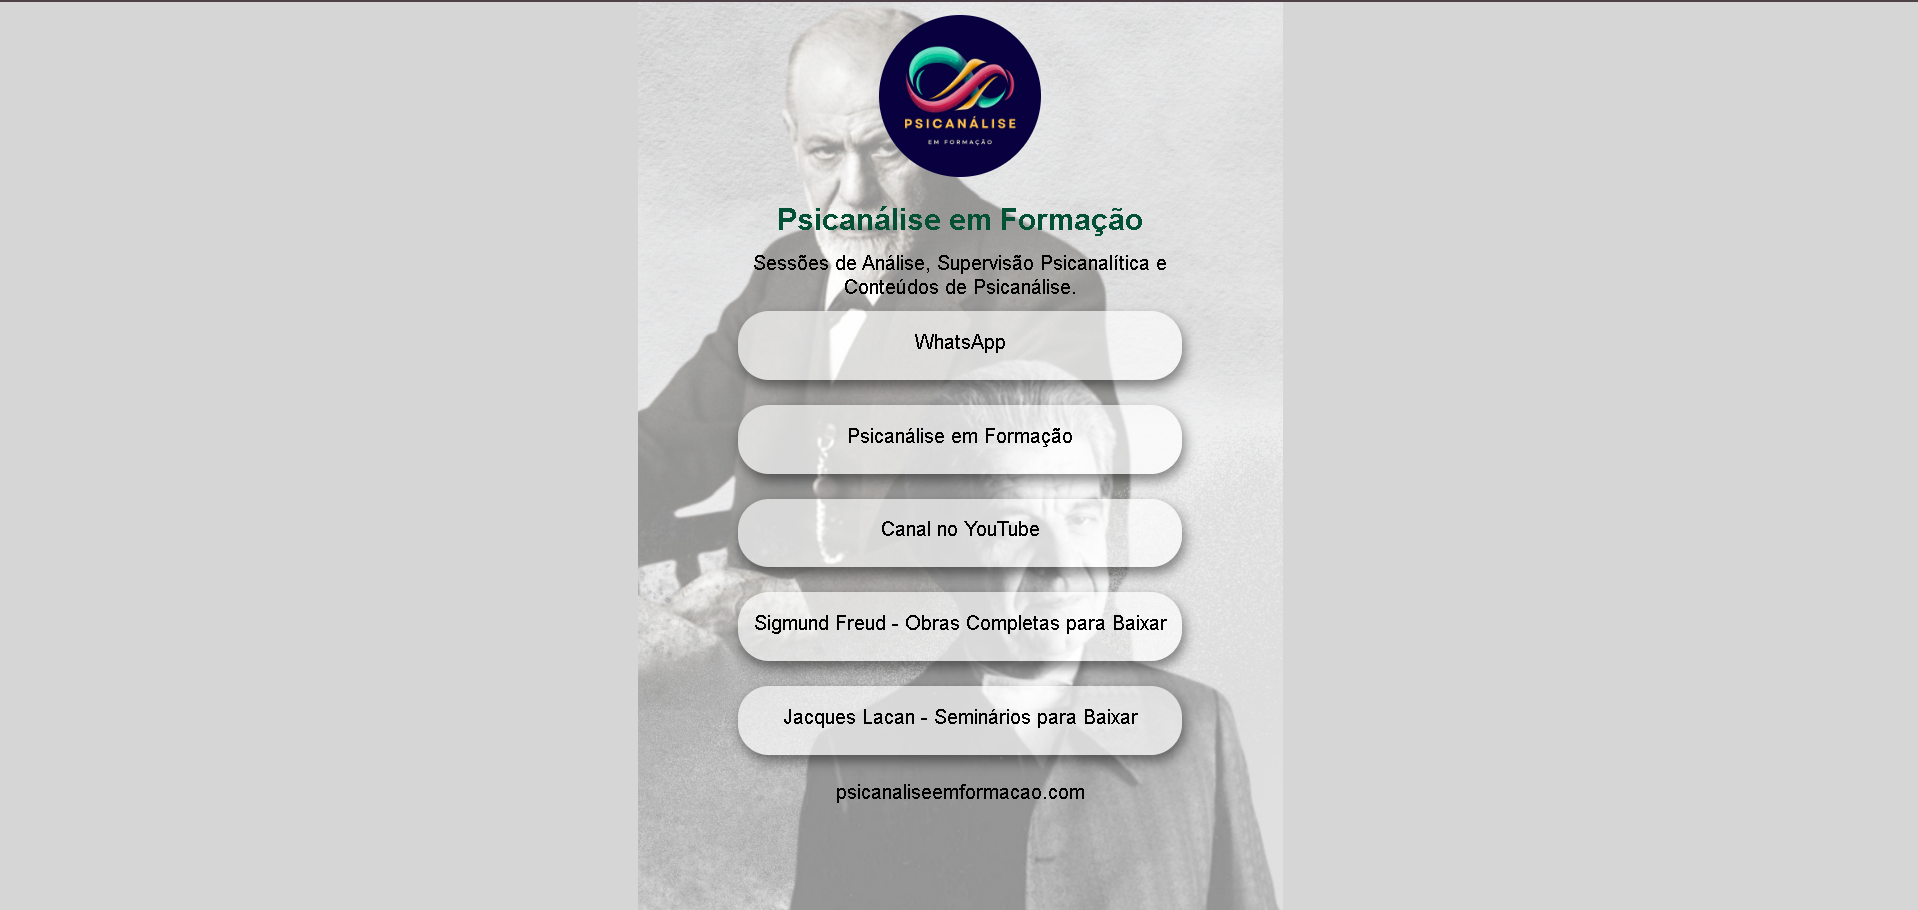 PSICANÁLISE
EM FORMAÇÃO
Psicanálise em Formação
Sessões de Análise, Supervisão Psicanalítica e
Conteúdos de Psicanálise.
WhatsApp
Psicanálise em Formação
Canal no YouTube
Sigmund Freud - Obras Completas para Baixar
Jacques Lacan - Seminários para Baixar
psicanaliseemformacao.com